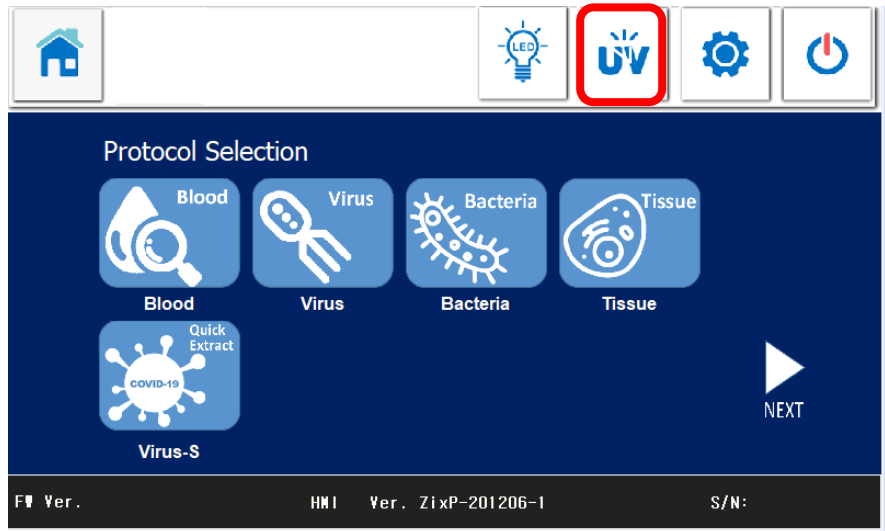 LED UV
Protocol Selection
Blood Virus Bacteria Tissue
Blood Virus Bacteria Tissue
Quick
Extract
COVID-19
NEXT
Virus-S
FW Ver. HMI Ver. ZixP-201206-1 S/N: